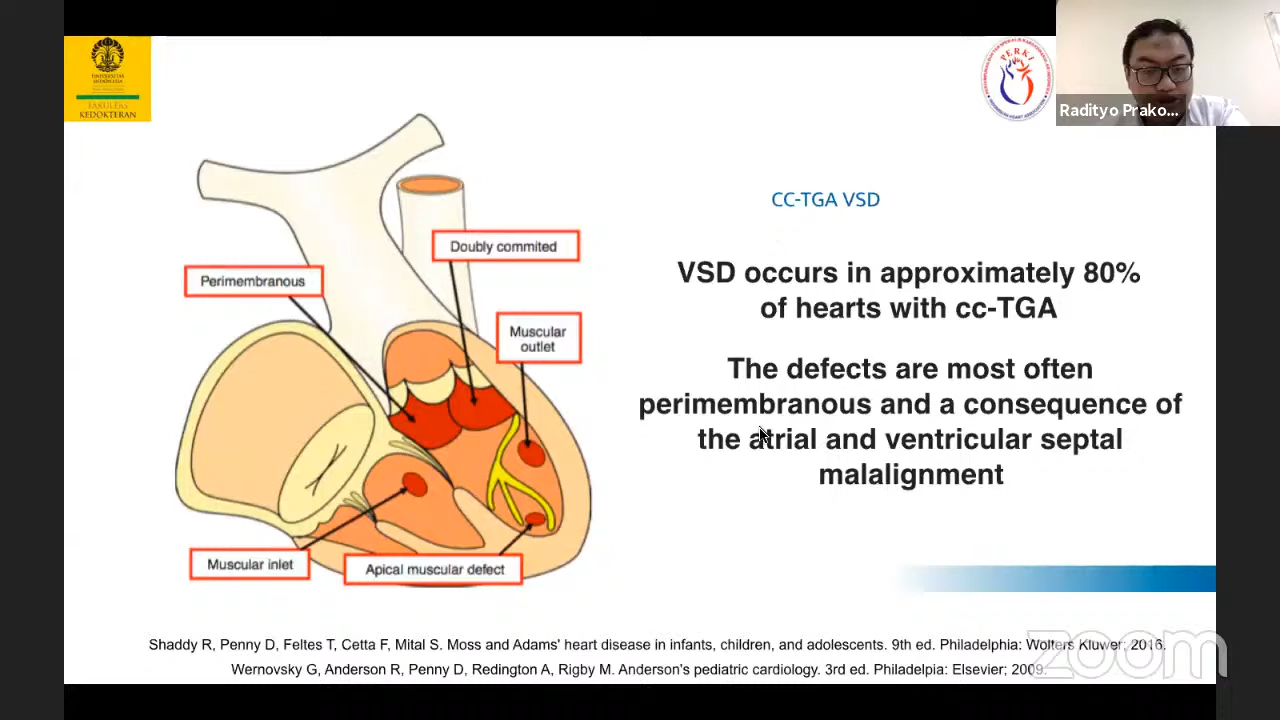 UNIVERSITAS
INDONESIA
FAKULTAS
KEDOKTERAN
PERKI
Radityo Prako...
CC-TGA VSD
Doubly commited
Perimembranous
Muscular
outlet
Muscular inlet
Apical muscular defect
VSD occurs in approximately 80%
of hearts with cc-TGA
The defects are most often
perimembranous and a consequence of
the atrial and ventricular septal
malalignment
Shaddy R, Penny D, Feltes T, Cetta F, Mital S. Moss and Adams' heart disease in infants, children, and adolescents. 9th ed. Philadelphia: Wolters Kluwer; 2016.
Wernovsky G, Anderson R, Penny D, Redington A, Rigby M. Anderson's pediatric cardiology. 3rd ed. Philadelpia: Elsevier; 2009.
zoom